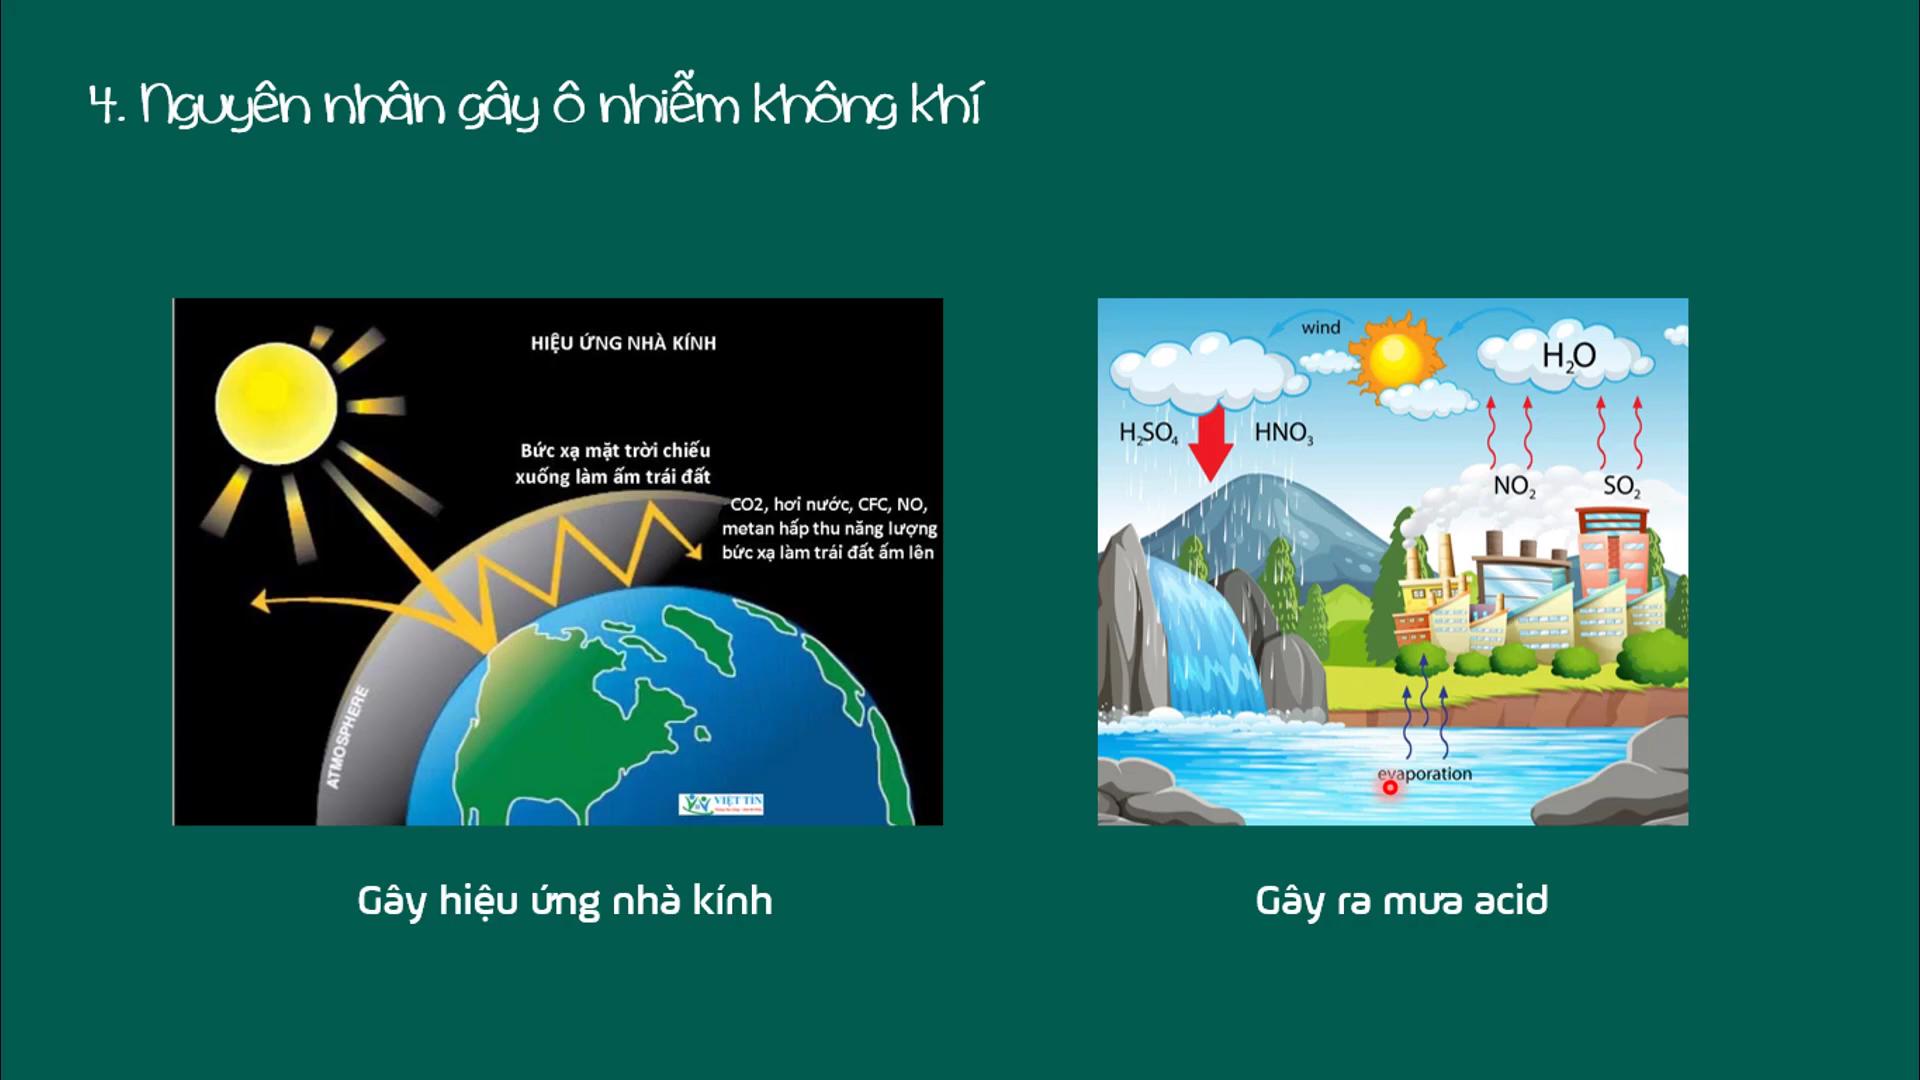 4. Nguyên nhân gây ô nhiễm không khí
HIỆU ỨNG NHÀ KÍNH
Bức xạ mặt trời chiếu
xuống làm ấm trái đất
CO2, hơi nước, CFC, NO,
metan hấp thu năng lượng
bức xạ làm trái đất ấm lên
ATMOSPHERE
VIỆT TÍN
Gây hiệu ứng nhà kính
wind
H₂O
H₂SO₄
HNO₃
NO₂
SO₂
evaporation
Gây ra mưa acid